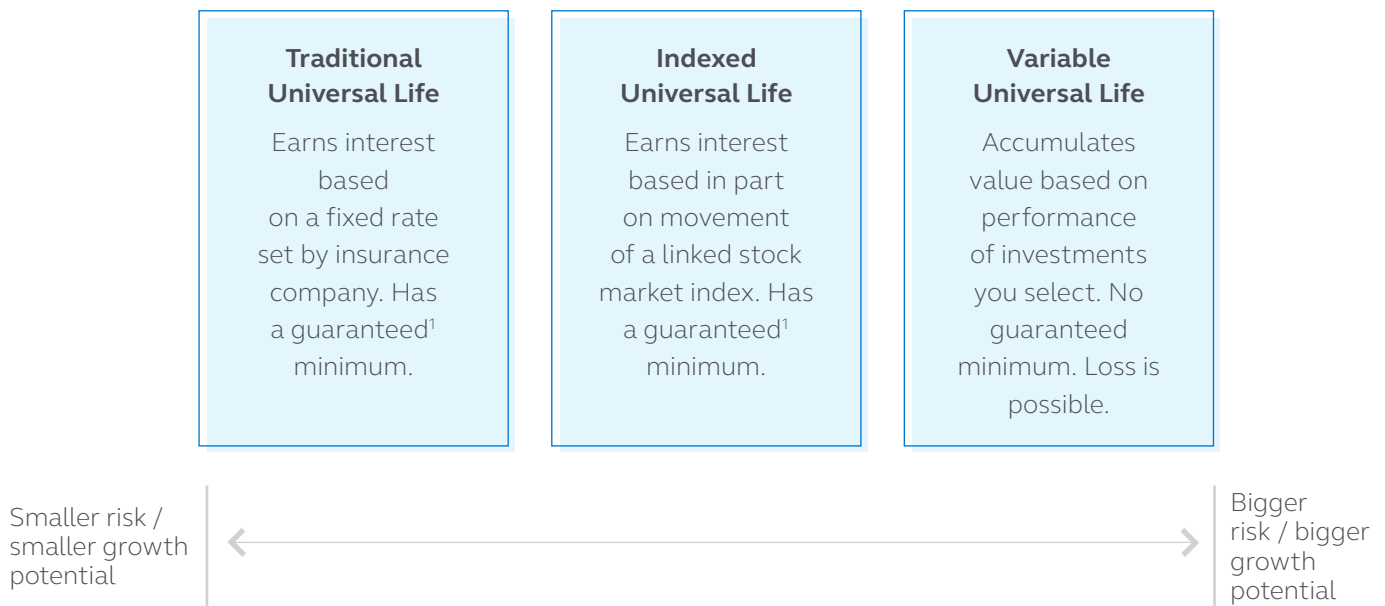 Traditional
Universal Life
Earns interest
based
on a fixed rate
set by insurance
company. Has
a guaranteed¹
minimum.
Indexed
Universal Life
Earns interest
based in part
on movement
of a linked stock
market index. Has
a guaranteed¹
minimum.
Variable
Universal Life
Accumulates
value based on
performance
of investments
you select. No
guaranteed
minimum. Loss is
possible.
Smaller risk /
smaller growth
potential
Bigger
risk / bigger
growth
potential